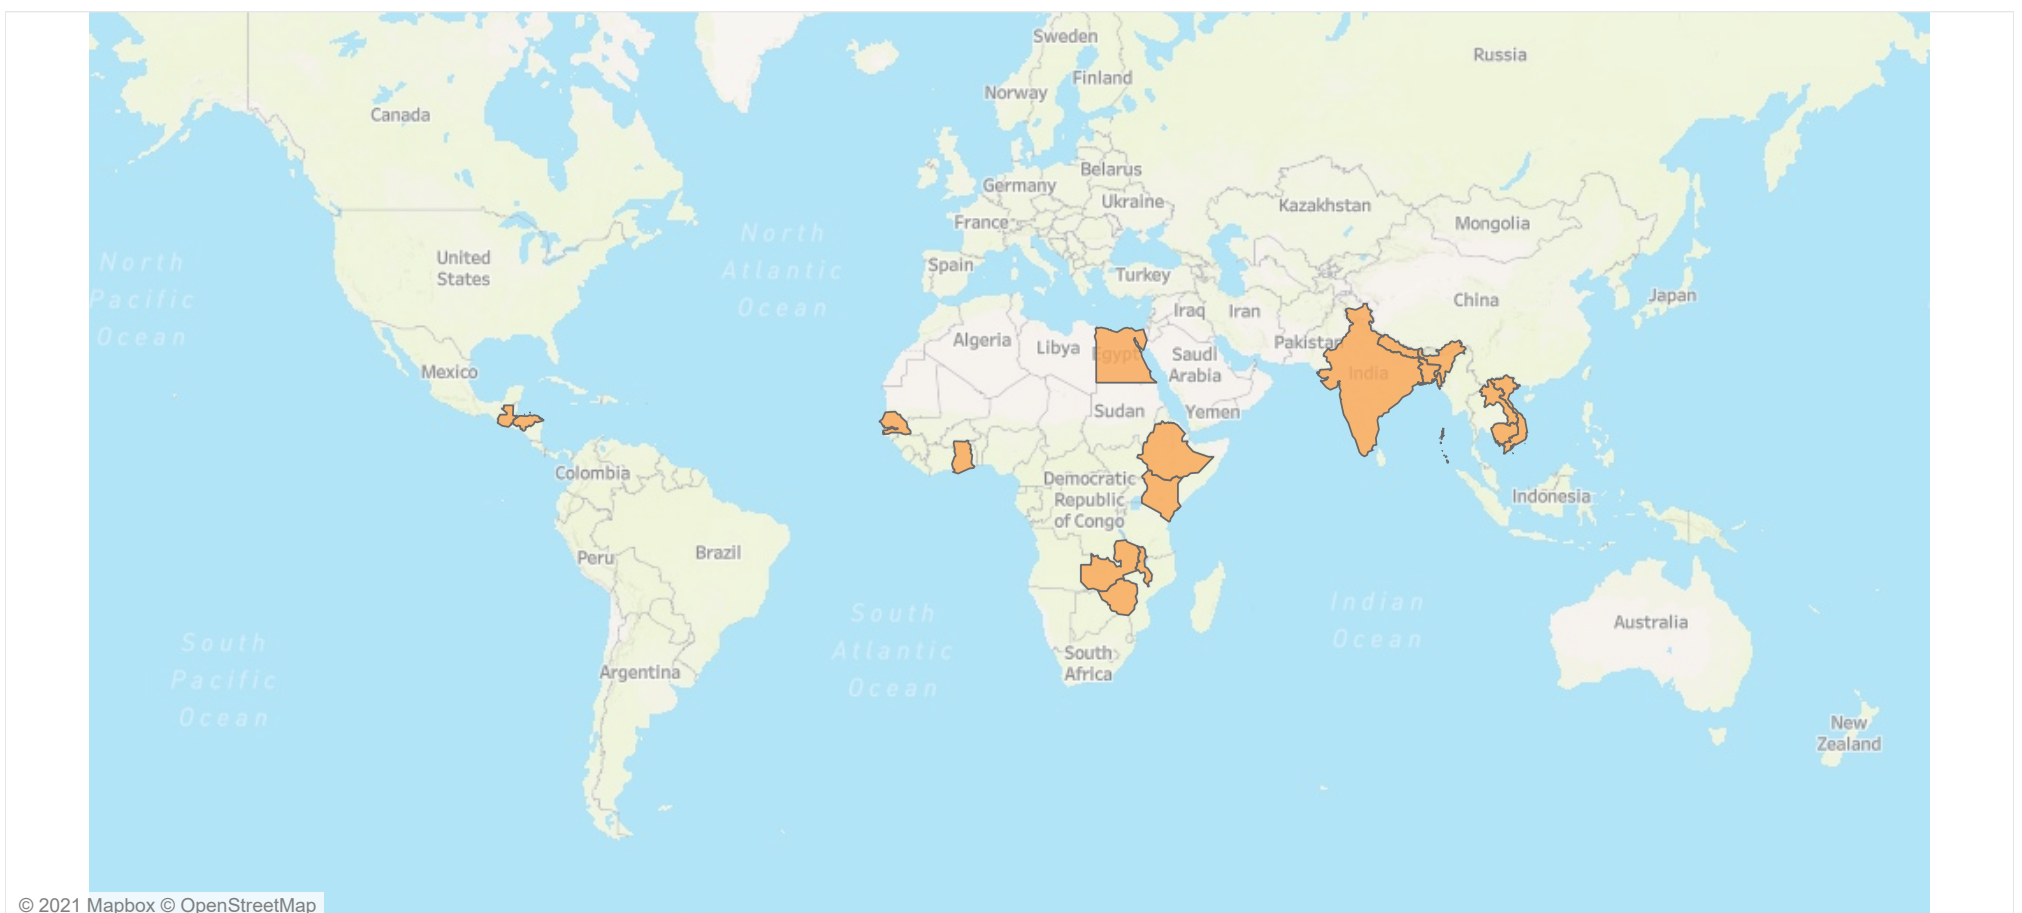 Sweden
Russia
Finland
Norway
Canada
Belarus
Germany
Ukraine
Kazakhstan
France
Mongolia
North
Atlantic
Ocean
North
Pacific
Ocean
United
States
Spain
Turkey
China
Japan
Iraq
Iran
Algeria
Libya
Egypt
Pakistan
Saudi
Arabia
India
Mexico
Sudan
Yemen
Colombia
Democratic
Republic
of Congo
Indonesia
Peru
Brazil
South
Atlantic
Ocean
Indian
Ocean
Australia
South
Pacific
Ocean
South
Africa
Argentina
New
Zealand
© 2021 Mapbox © OpenStreetMap